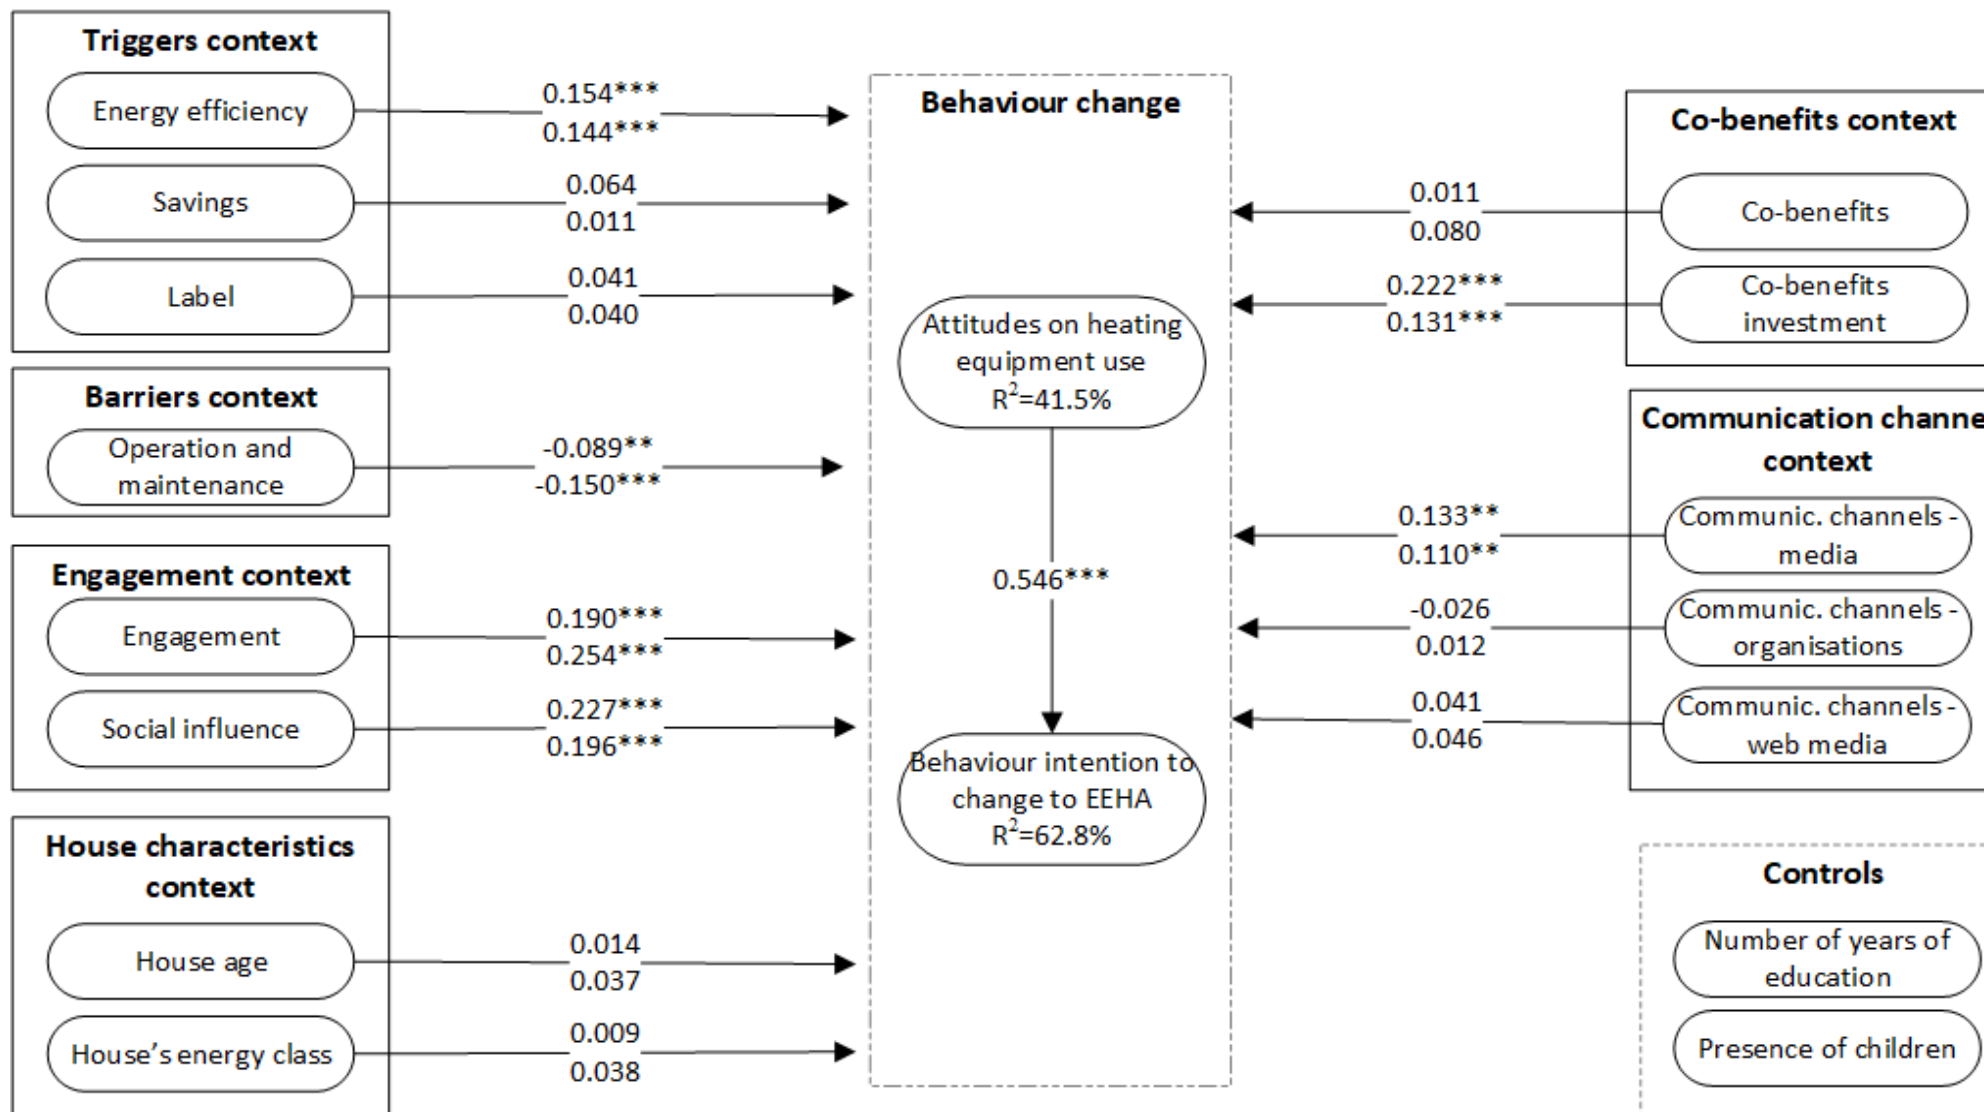 Triggers context
Energy efficiency
0.154***
0.144***
Savings
0.064
0.011
Label
0.041
0.040
Barriers context
Operation and
maintenance
-0.089**
-0.150***
Engagement context
Engagement
0.190***
0.254***
Social influence
0.227***
0.196***
House characteristics
context
House age
0.014
0.037
House's energy class
0.009
0.038
Behaviour change
Attitudes on heating
equipment use
R²=41.5%
0.546***
Behaviour intention to
change to EEHA
R²=62.8%
Co-benefits context
0.011
0.080
Co-benefits
0.222***
0.131***
Co-benefits
investment
Communication channe
context
0.133**
0.110**
Communic. channels -
media
-0.026
0.012
Communic. channels -
organisations
0.041
0.046
Communic. channels -
web media
Controls
Number of years of
education
Presence of children